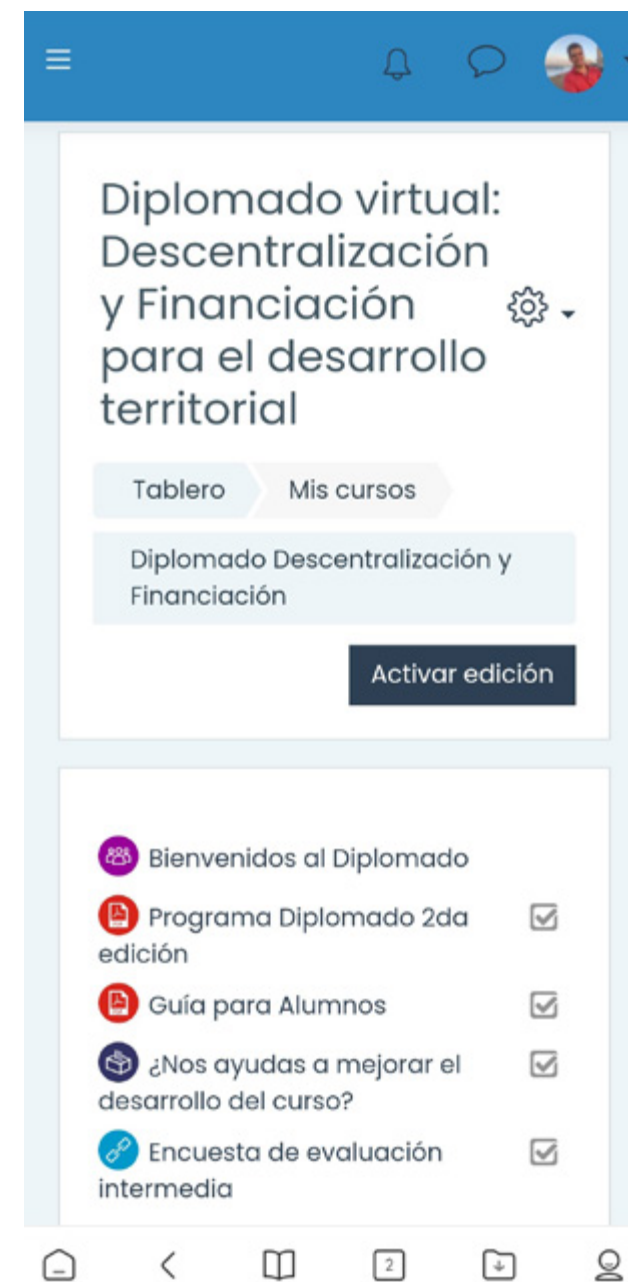 Diplomado virtual:
Descentralización
y Financiación
para el desarrollo
territorial
Tablero
Mis cursos
Diplomado Descentralización y
Financiación
Activar edición
Bienvenidos al Diplomado
Programa Diplomado 2da
edición
Guía para Alumnos
¿Nos ayudas a mejorar el
desarrollo del curso?
Encuesta de evaluación
intermedia
2